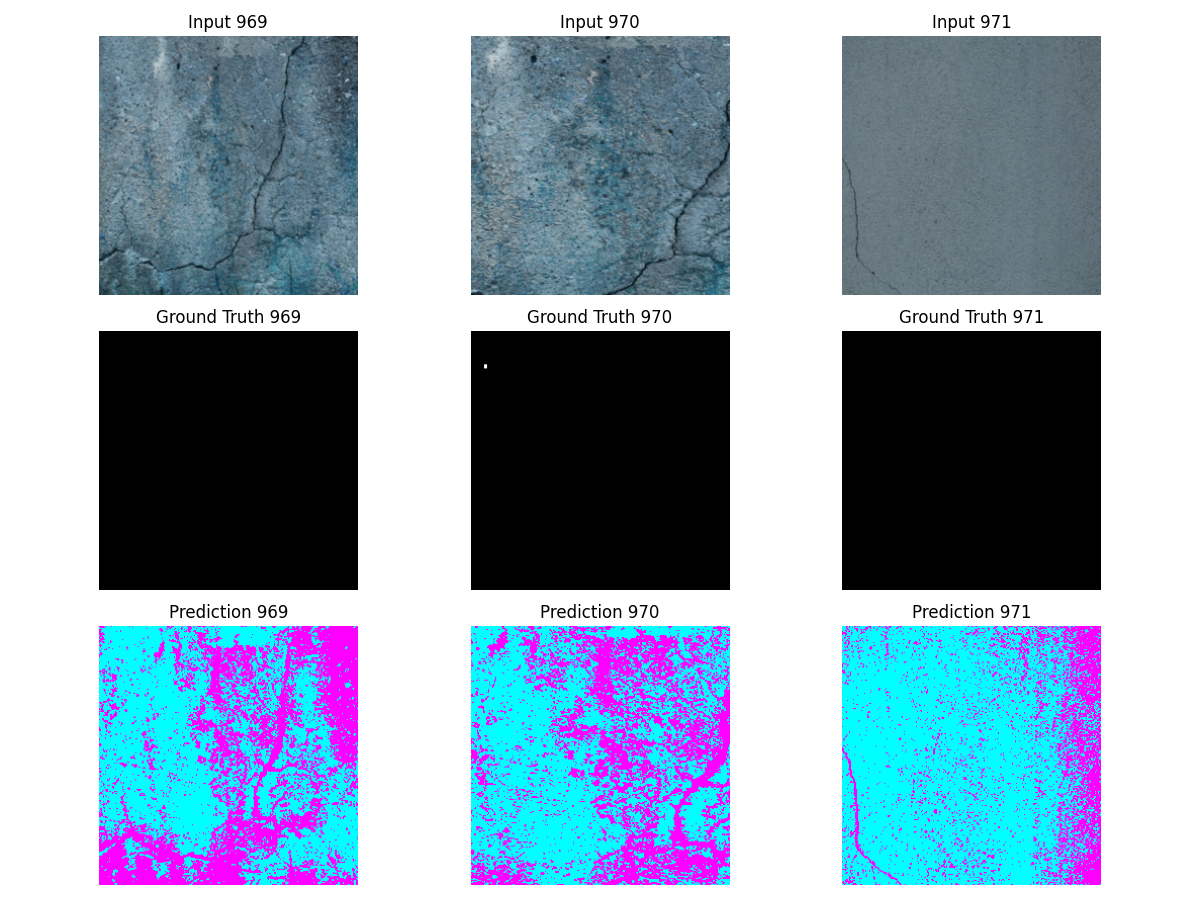 Input 969
Input 970
Input 971
Ground Truth 969
Ground Truth 970
Ground Truth 971
Prediction 969
Prediction 970
Prediction 971